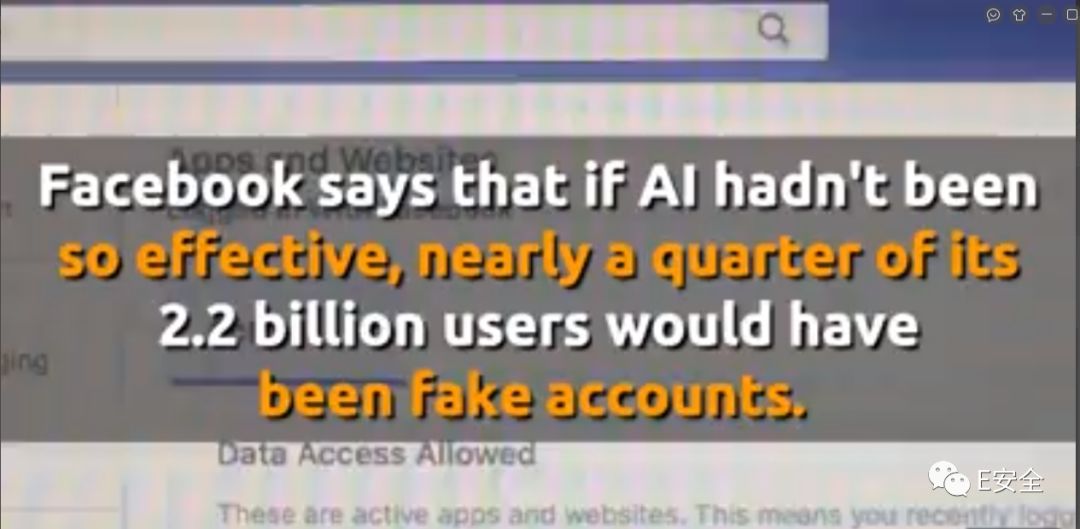 Apps and Websites
Facebook says that if AI hadn't been
so effective, nearly a quarter of its
2.2 billion users would have
ging
been fake accounts.
Data Access Allowed
E安全
These are active apps and websites. This means you recently logg